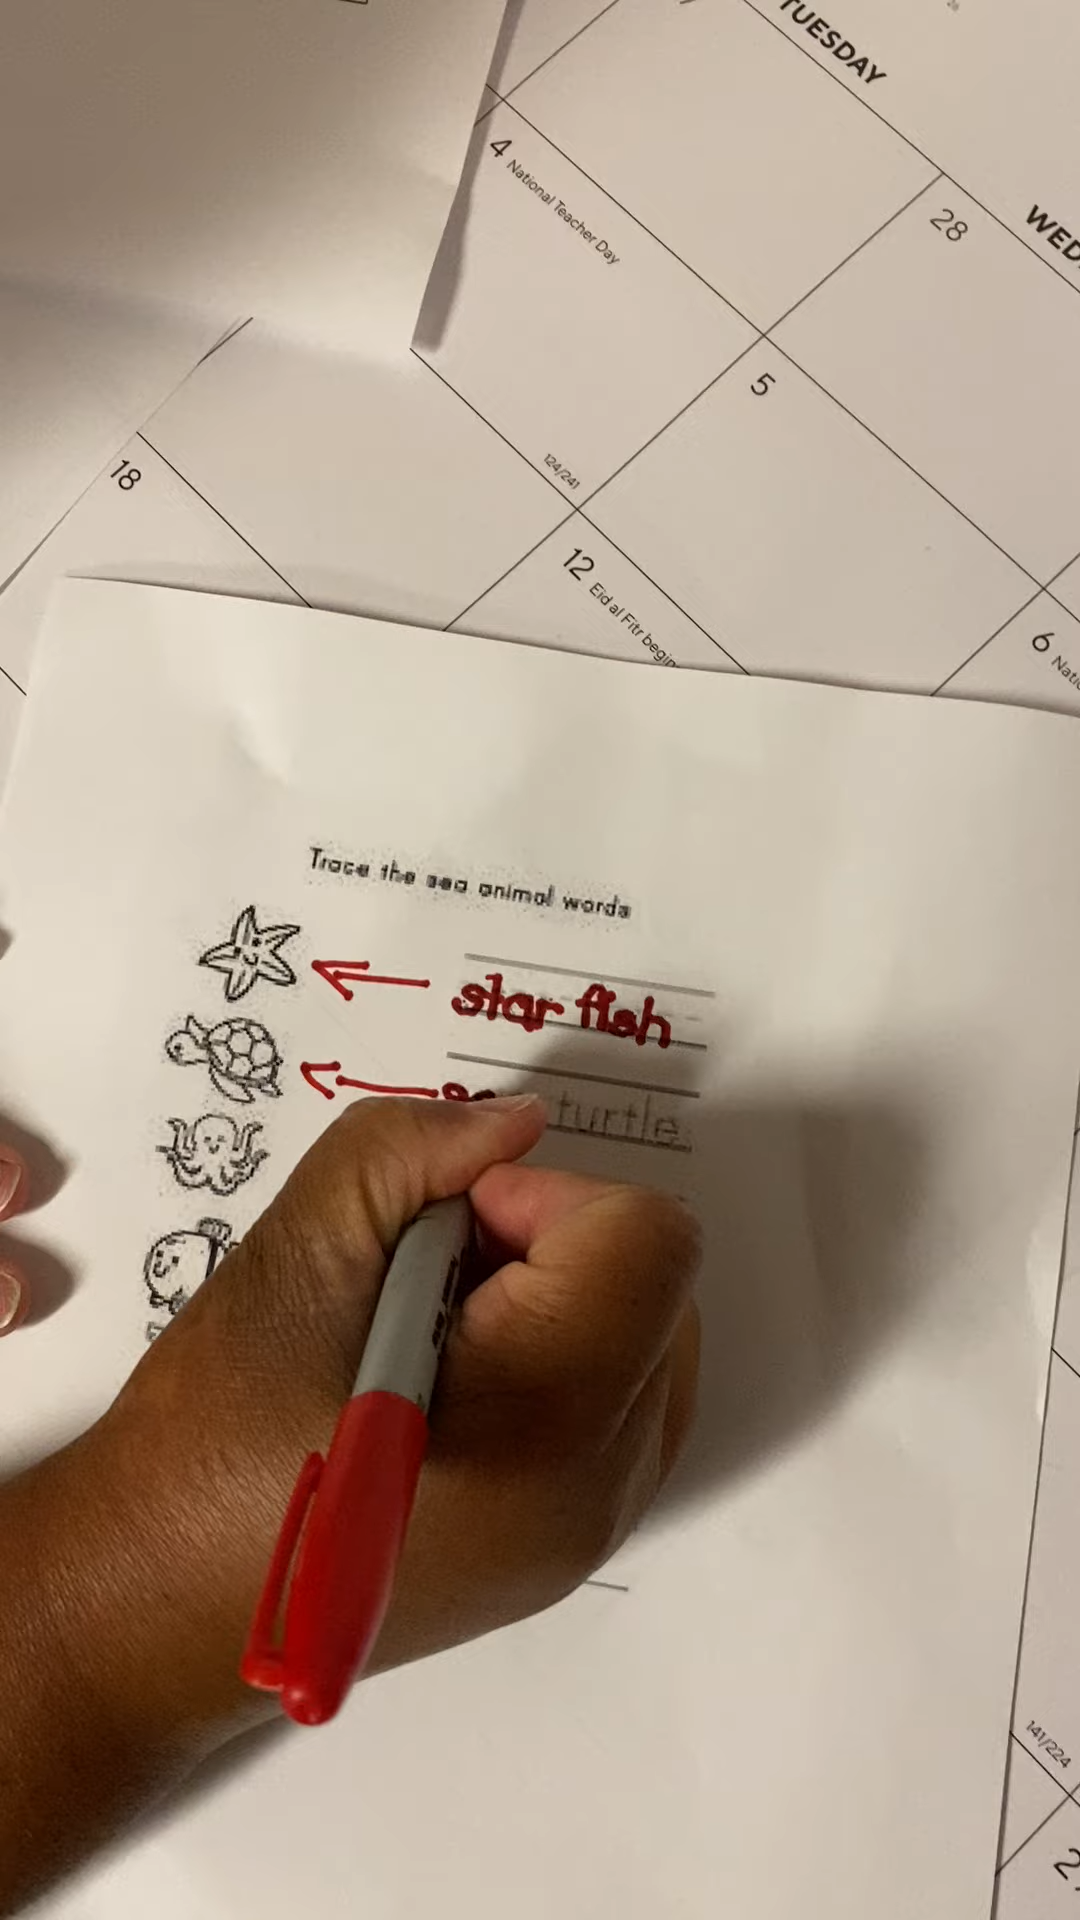 TUESDAY
4 National Teacher Day
28
124/241
5
18
12 Eid al Fitr begin
6
Trace the sea animal words
star fish
turtle
141/224